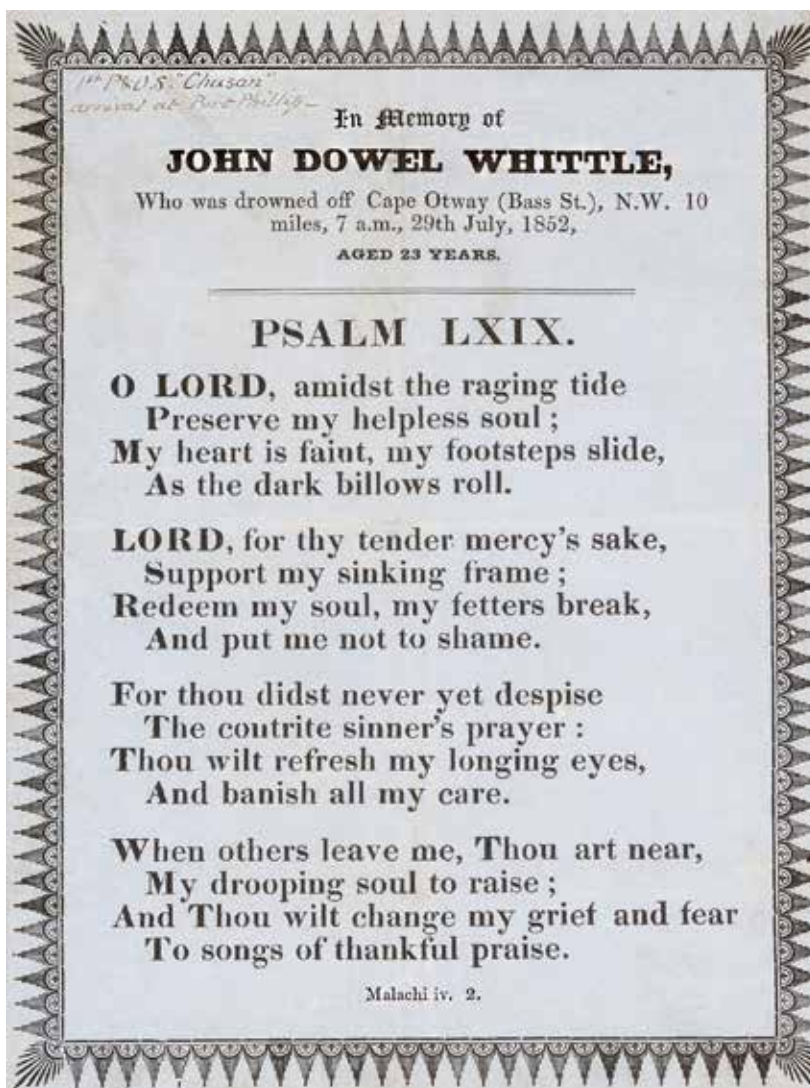 1st P&O.S. "Chusan"
arrival at Port Phillip_
In Memory of
JOHN DOWEL WHITTLE,
Who was drowned off Cape Otway (Bass St.), N.W. 10
miles, 7 a.m., 29th July, 1852,
AGED 23 YEARS.
PSALM LXIX.
O LORD, amidst the raging tide
Preserve my helpless soul ;
My heart is faint, my footsteps slide,
As the dark billows roll.
LORD, for thy tender mercy's sake,
Support my sinking frame ;
Redeem my soul, my fetters break,
And put me not to shame.
For thou didst never yet despise
The contrite sinner's prayer :
Thou wilt refresh my longing eyes,
And banish all my care.
When others leave me, Thou art near,
My drooping soul to raise ;
And Thou wilt change my grief and fear
To songs of thankful praise.
Malachi iv. 2.